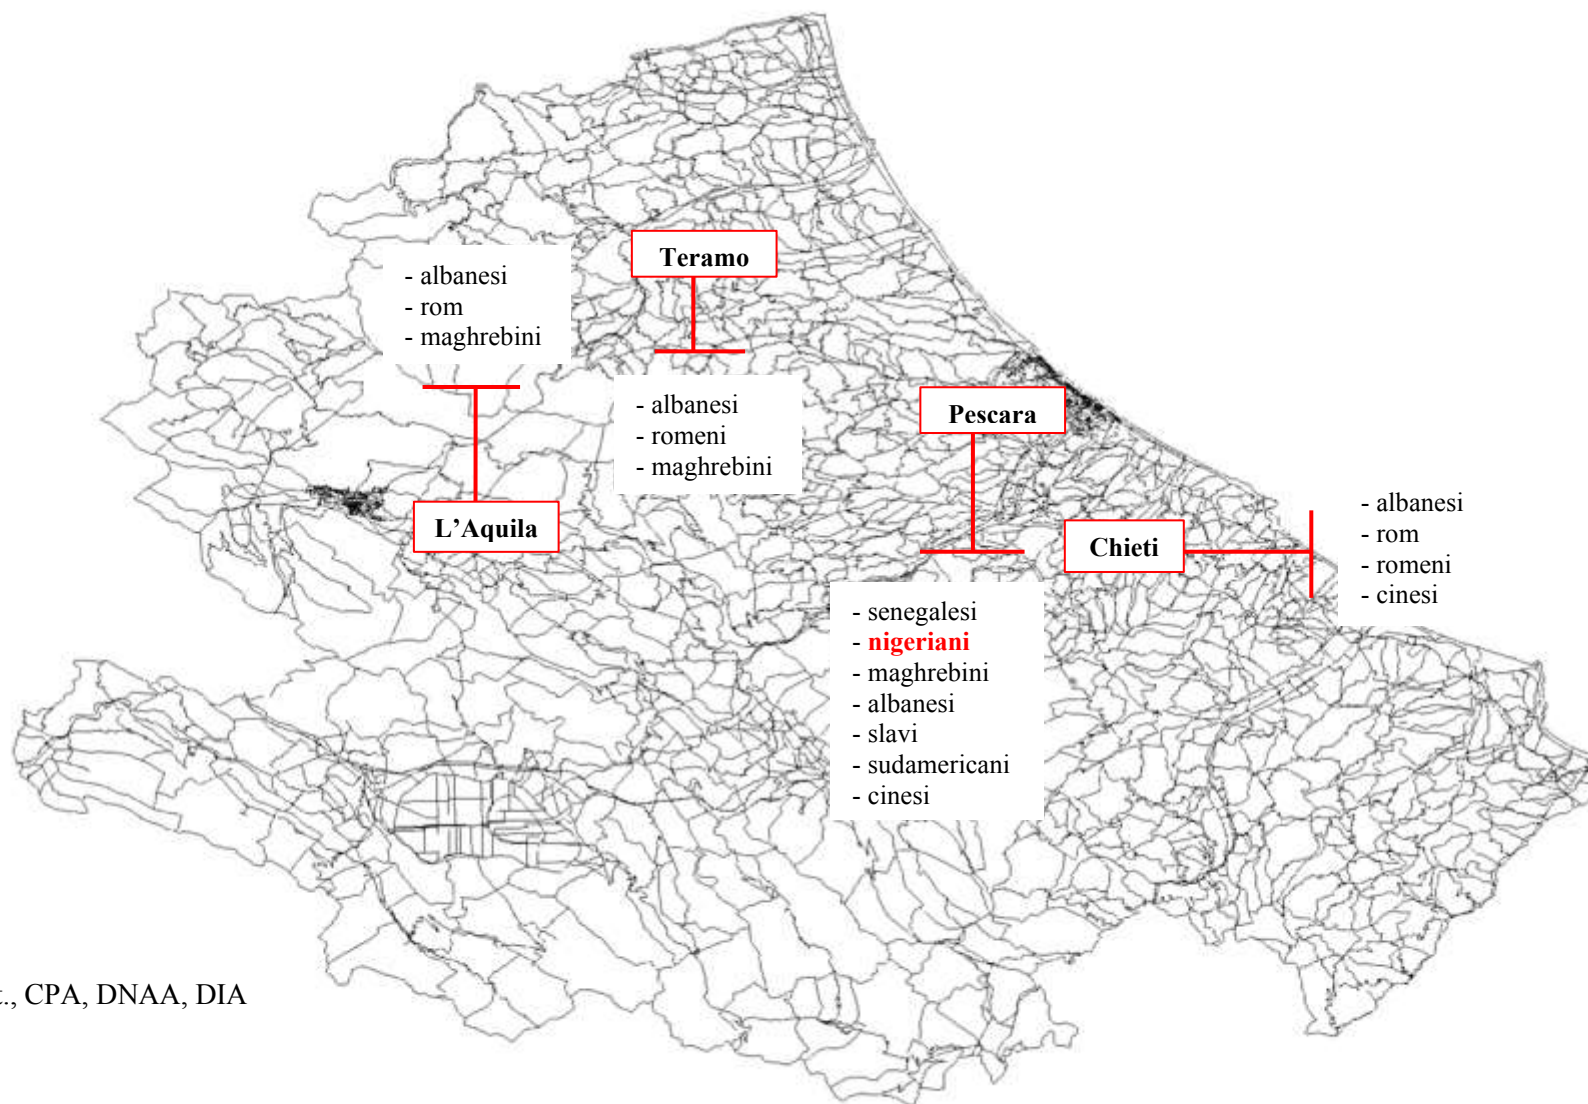 Teramo
- albanesi
- romeni
- maghrebini
- albanesi
- rom
- maghrebini
L’Aquila
Pescara
- senegalesi
- nigeriani
- maghrebini
- albanesi
- slavi
- sudamericani
- cinesi
Chieti
- albanesi
- rom
- romeni
- cinesi
., CPA, DNAA, DIA